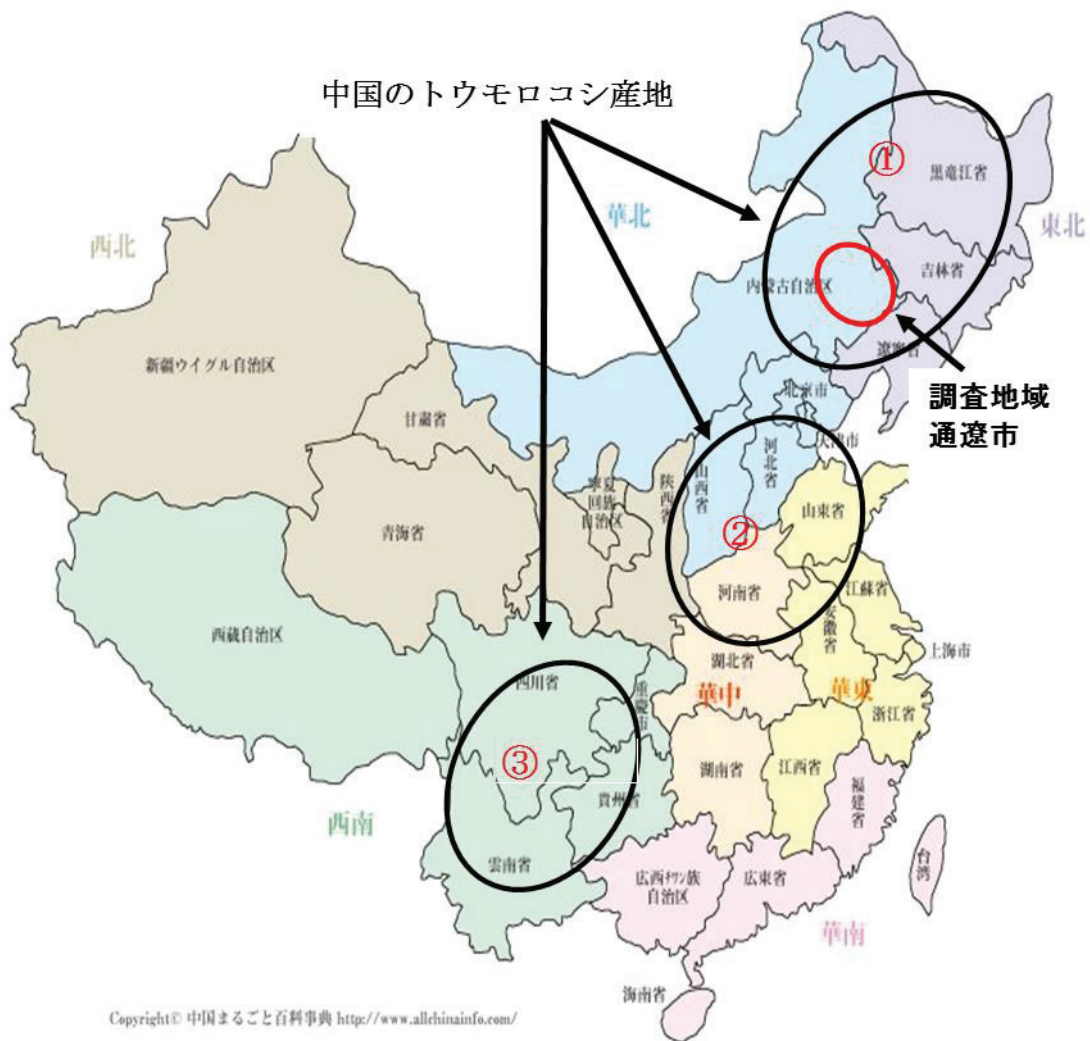 中国のトウモロコシ産地
①
黒竜江省
華北
東北
西北
吉林省
内蒙古自治区
新疆ウイグル自治区
遼寧省
北京市
調査地域
通遼市
甘粛省
天津市
河北省
山西省
陝西省
寧夏
回族
自治区
山東省
②
青海省
河南省
江蘇省
安徽省
西蔵自治区
上海市
湖北省
四川省
重慶市
華中
華東
浙江省
③
湖南省
江西省
貴州省
福建省
西南
雲南省
台湾
広西チワン族
自治区
広東省
華南
海南省
Copyright© 中国まるごと百科事典 http://www.allchinainfo.com/